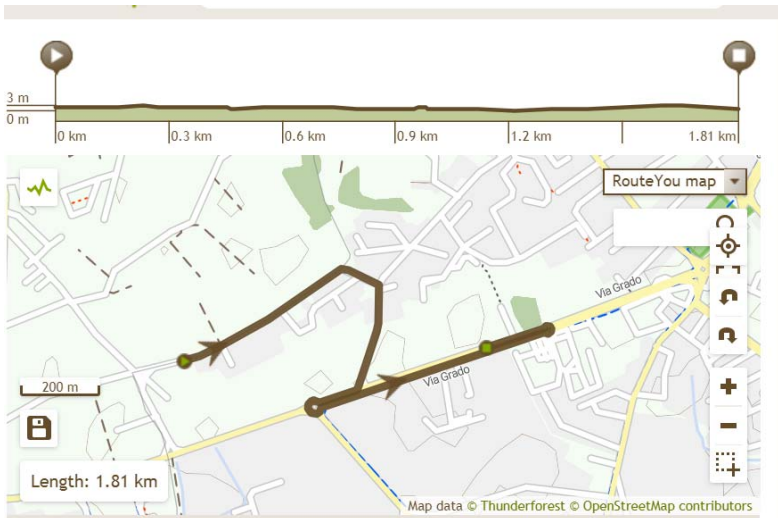 3 m
0 m
0 km
0.3 km
0.6 km
0.9 km
1.2 km
1.81 km
RouteYou map
Via Grado
Via Grado
200 m
Length: 1.81 km
Map data © Thunderforest © OpenStreetMap contributors